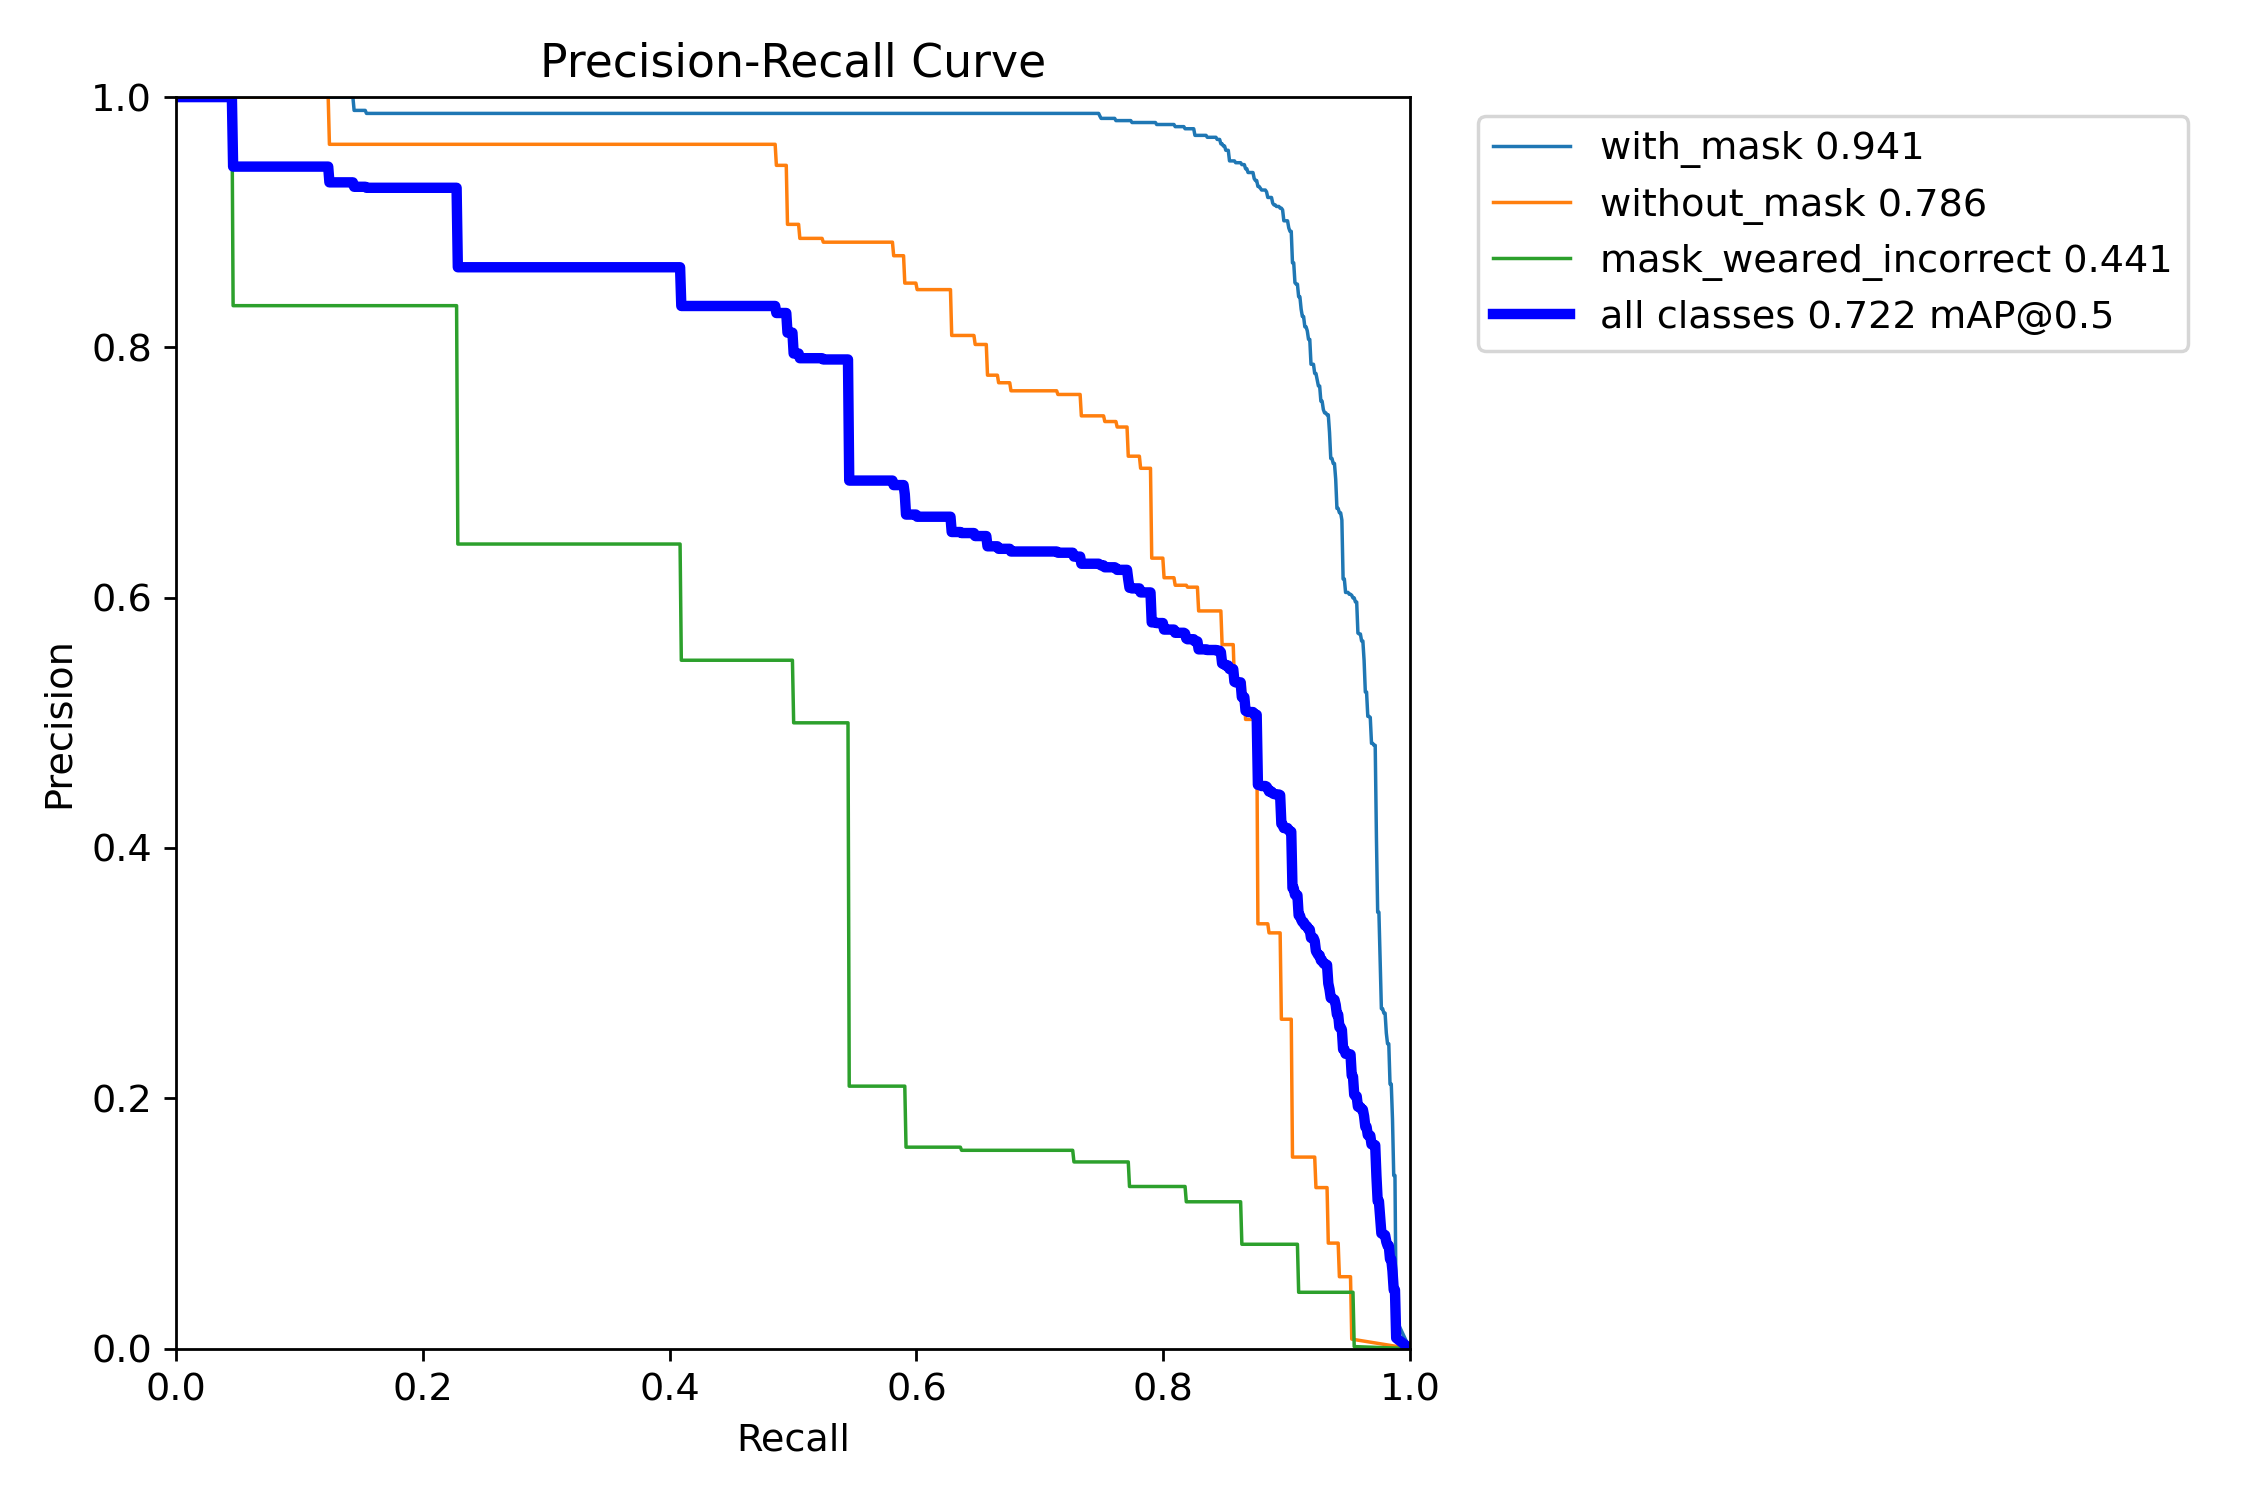 Precision-Recall Curve
1.0
0.8
0.6
0.4
0.2
0.0
Precision
0.0 0.2 0.4 0.6 0.8 1.0
Recall
with_mask 0.941
without_mask 0.786
mask_weared_incorrect 0.441
all classes 0.722 mAP@0.5